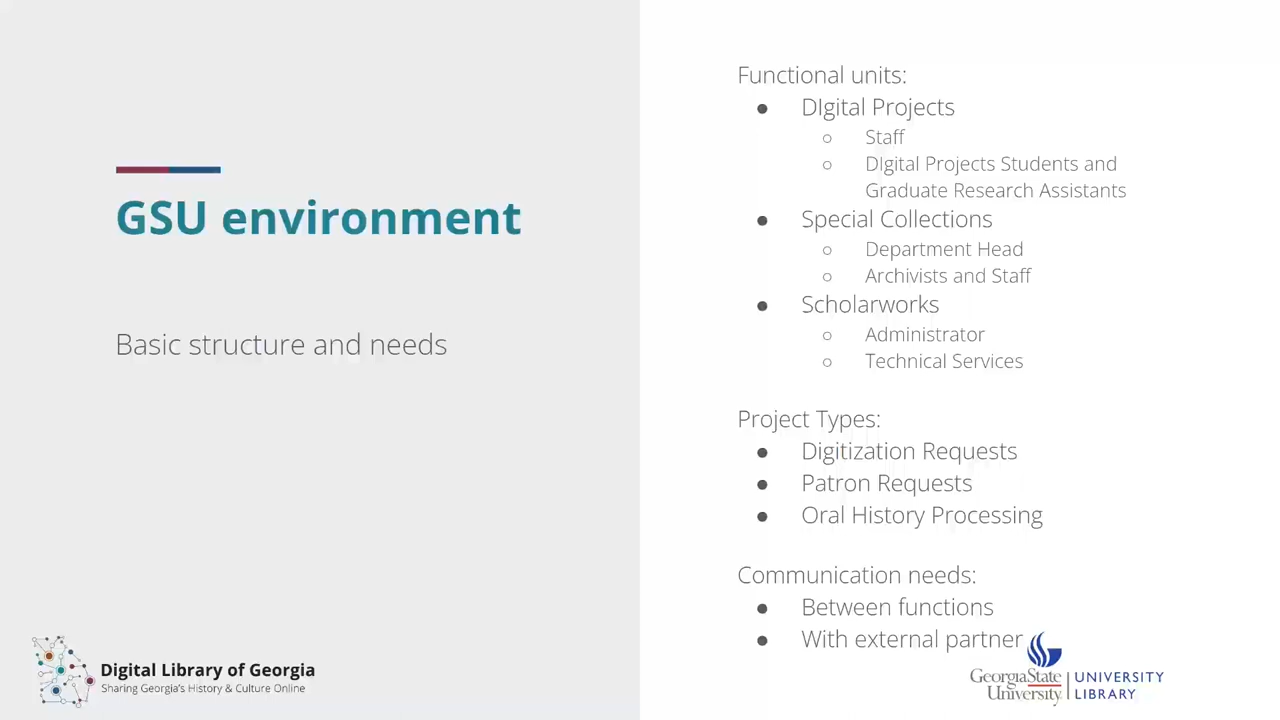 GSU environment
Basic structure and needs
Digital Library of Georgia
Sharing Georgia's History & Culture Online
Functional units:
● DIgital Projects
○ Staff
○ DIgital Projects Students and
Graduate Research Assistants
● Special Collections
○ Department Head
○ Archivists and Staff
● Scholarworks
○ Administrator
○ Technical Services
Project Types:
● Digitization Requests
● Patron Requests
● Oral History Processing
Communication needs:
● Between functions
● With external partner
GeorgiaState
University
UNIVERSITY
LIBRARY